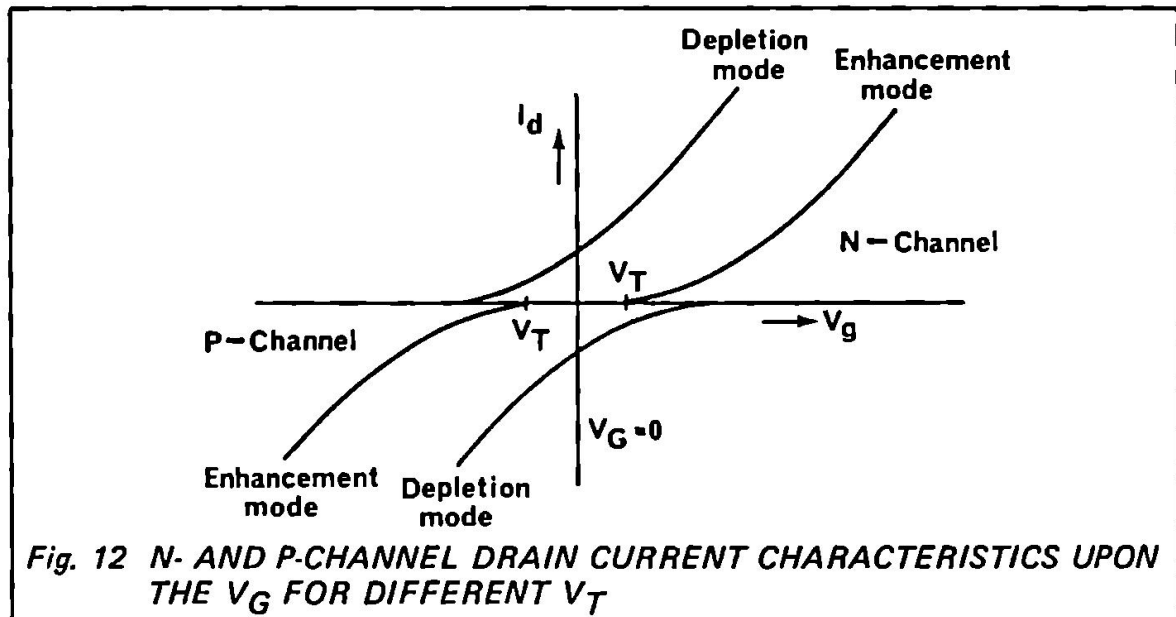 Depletion
mode
Enhancement
mode
I_d
N-Channel
V_T
V_T
V_g
P-Channel
V_G=0
Enhancement
mode
Depletion
mode
Fig. 12 N- AND P-CHANNEL DRAIN CURRENT CHARACTERISTICS UPON
THE V_G FOR DIFFERENT V_T